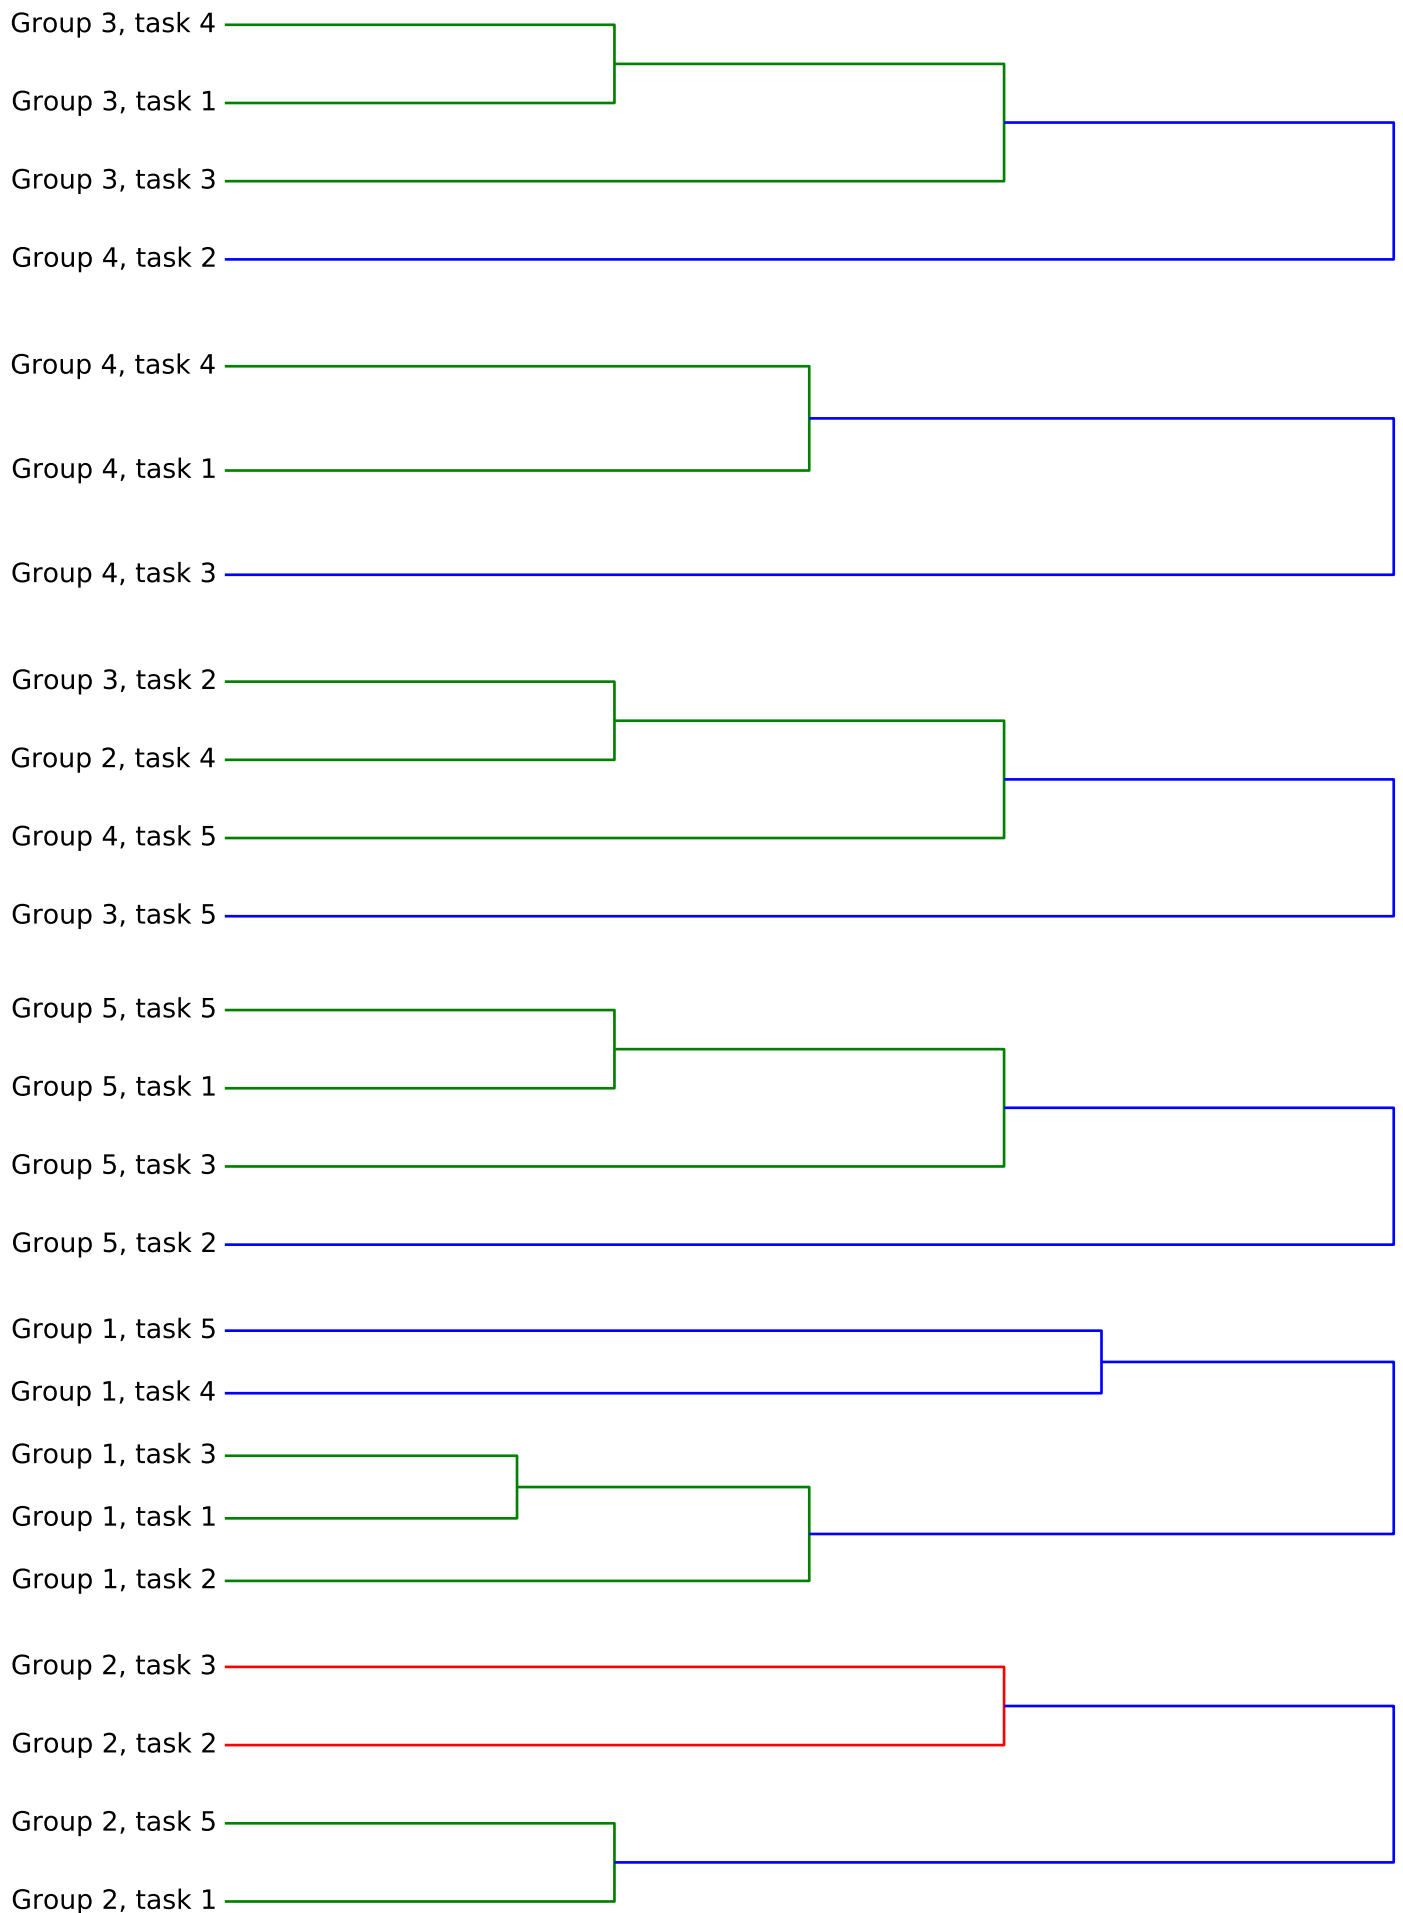 Group 3, task 4
Group 3, task 1
Group 3, task 3
Group 4, task 2
Group 4, task 4
Group 4, task 1
Group 4, task 3
Group 3, task 2
Group 2, task 4
Group 4, task 5
Group 3, task 5
Group 5, task 5
Group 5, task 1
Group 5, task 3
Group 5, task 2
Group 1, task 5
Group 1, task 4
Group 1, task 3
Group 1, task 1
Group 1, task 2
Group 2, task 3
Group 2, task 2
Group 2, task 5
Group 2, task 1